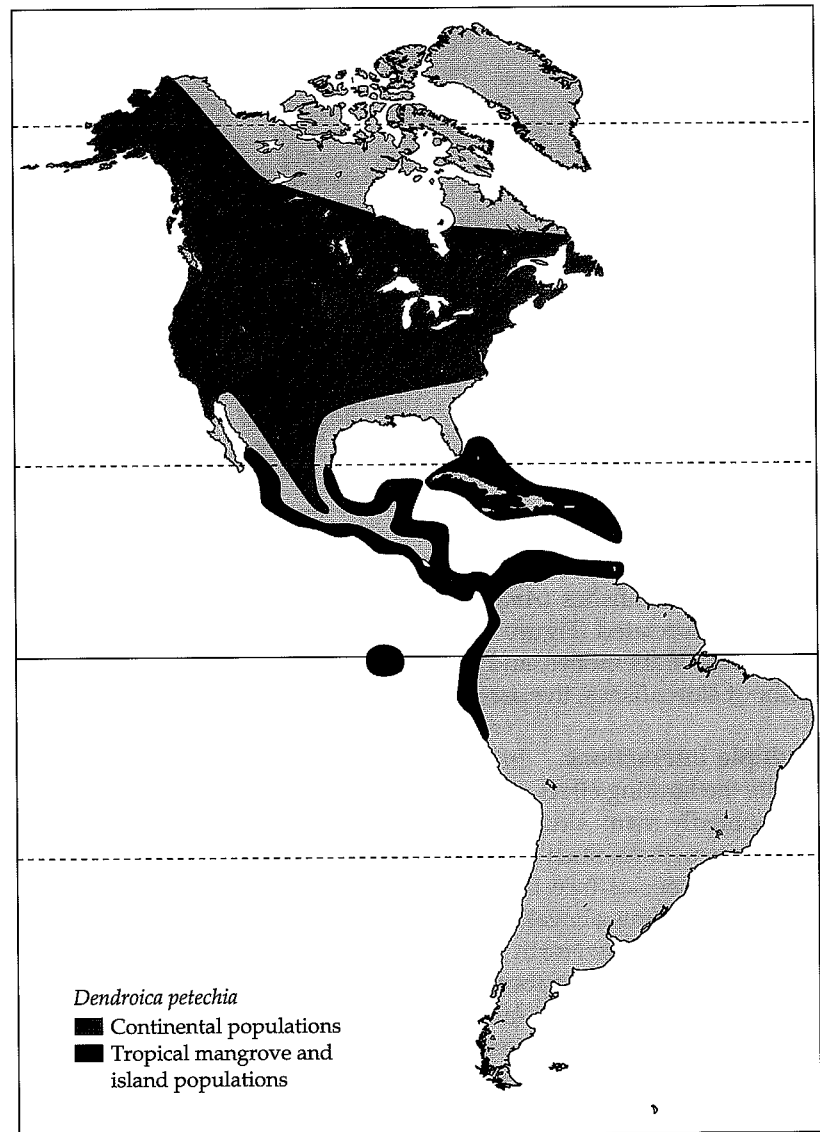 Dendroica petechia
Continental populations
Tropical mangrove and
island populations